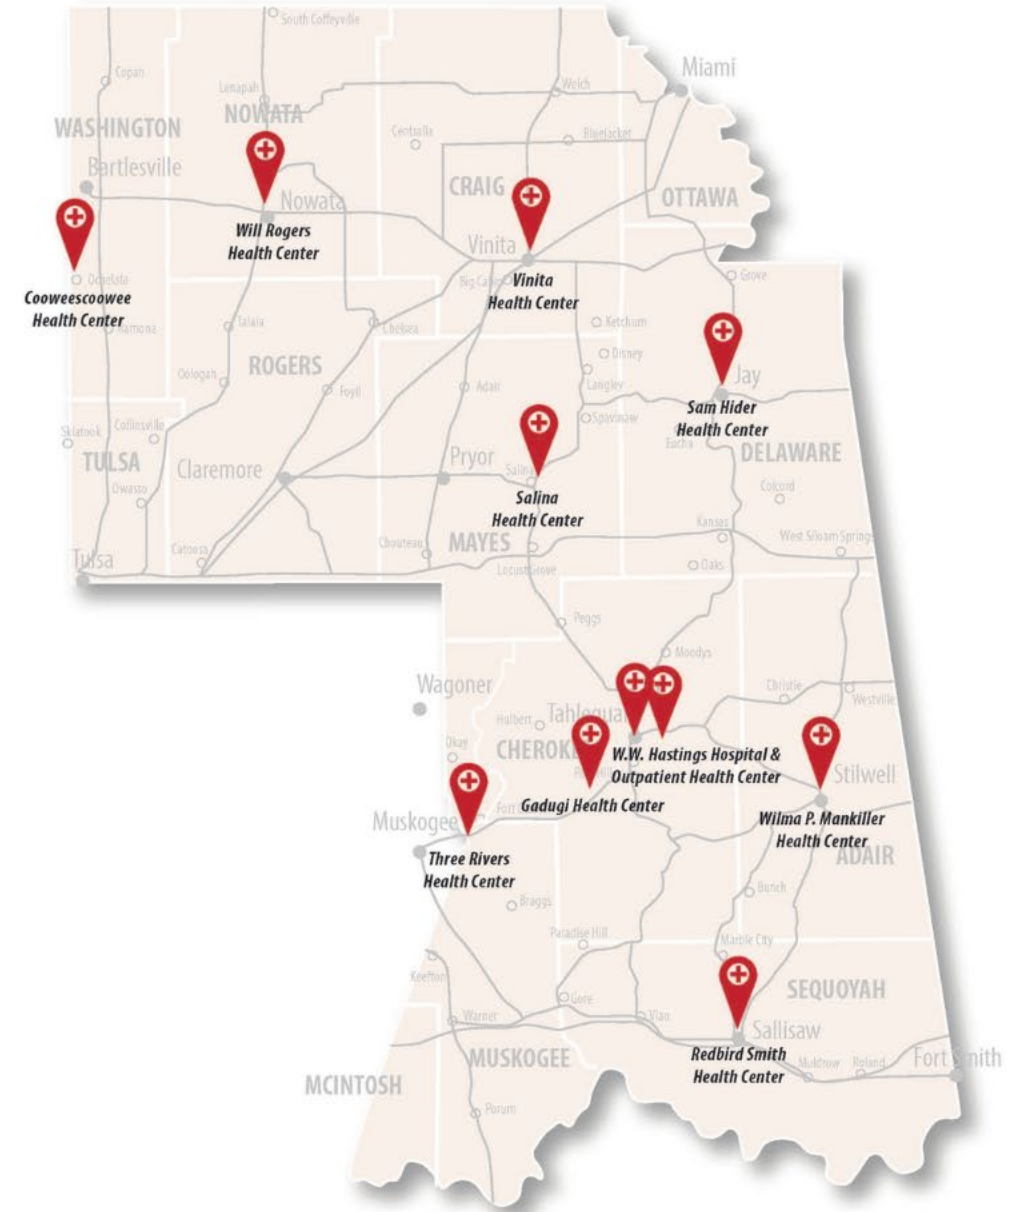 South Coffeyville
Miami
Copan
Lenapah
Welch
NOWATA
WASHINGTON
Centralia
Bluejacket
Bartlesville
CRAIG
OTTAWA
Nowata
Will Rogers
Health Center
Vinita
Grove
Ochelata
Big Cabin
Vinita
Health Center
Cooweescoowee
Health Center
Ramona
Talala
Chelsea
Ketchum
Disney
ROGERS
Jay
Oologah
Foyil
Adair
Langley
Sam Hider
Health Center
Skiatook
Collinsville
Spavinaw
Eucha
DELAWARE
TULSA
Claremore
Pryor
Salina
Owasso
Colcord
Salina
Health Center
Kansas
West Siloam Springs
Catoosa
Chouteau
MAYES
Tulsa
Locust Grove
Oaks
Peggs
Moodys
Wagoner
Christie
Westville
Hulbert
Tahlequah
Okay
CHEROKEE
W.W. Hastings Hospital &
Outpatient Health Center
Stilwell
Fort
Gadugi Health Center
Muskogee
Wilma P. Mankiller
Health Center
ADAIR
Three Rivers
Health Center
Bunch
Braggs
Paradise Hill
Marble City
Keefton
SEQUOYAH
Gore
Warner
Vian
Sallisaw
MUSKOGEE
Redbird Smith
Health Center
Muldrow
Roland
Fort Smith
MCINTOSH
Porum